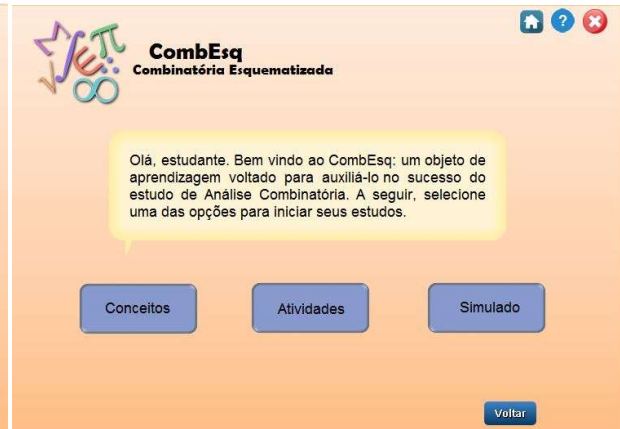 CombEsq
Combinatória Esquematizada
Olá, estudante. Bem vindo ao CombEsq: um objeto de
aprendizagem voltado para auxiliá-lo no sucesso do
estudo de Análise Combinatória. A seguir, selecione
uma das opções para iniciar seus estudos.
Conceitos
Atividades
Simulado
Voltar